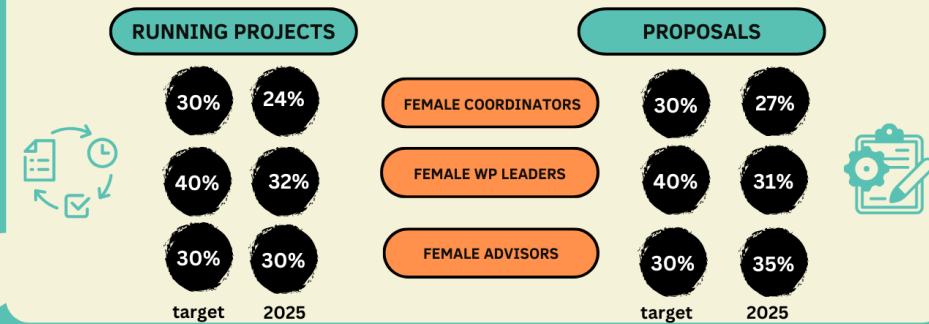 RUNNING PROJECTS
PROPOSALS
30% 24% FEMALE COORDINATORS 30% 27%
40% 32% FEMALE WP LEADERS 40% 31%
30% 30% FEMALE ADVISORS 30% 35%
target 2025 target 2025